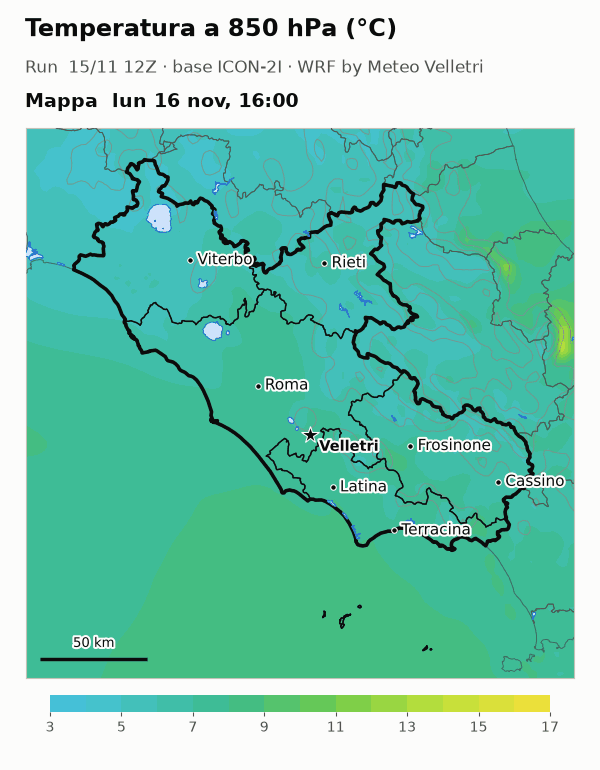 Temperatura a 850 hPa (°C)
Run  15/11 12Z · base ICON-2I · WRF by Meteo Velletri
Mappa  lun 16 nov, 16:00
Viterbo
Rieti
Roma
Velletri
Frosinone
Latina
Cassino
Terracina
50 km
3 5 7 9 11 13 15 17